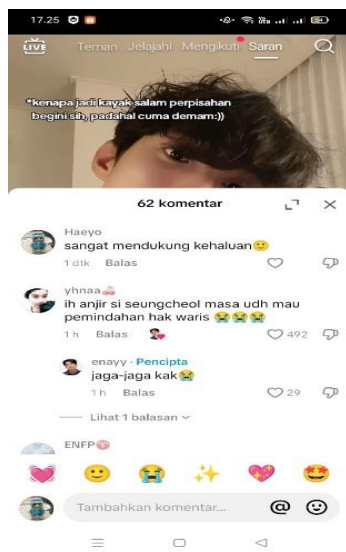 17.25
LIVE Teman Jelajahi Mengikuti Saran
*kenapa jadi kayak salam perpisahan
begini sih, padahal cuma demam:))
62 komentar
Haeyo
sangat mendukung kehaluan🙂
1 dtk Balas
yhnaa🍒
ih anjir si seungcheol masa udh mau
pemindahan hak waris 😭😭😭
1 h Balas 492
enayy · Pencipta
jaga-jaga kak😭
1 h Balas 29
Lihat 1 balasan
ENFP
Tambahkan komentar...